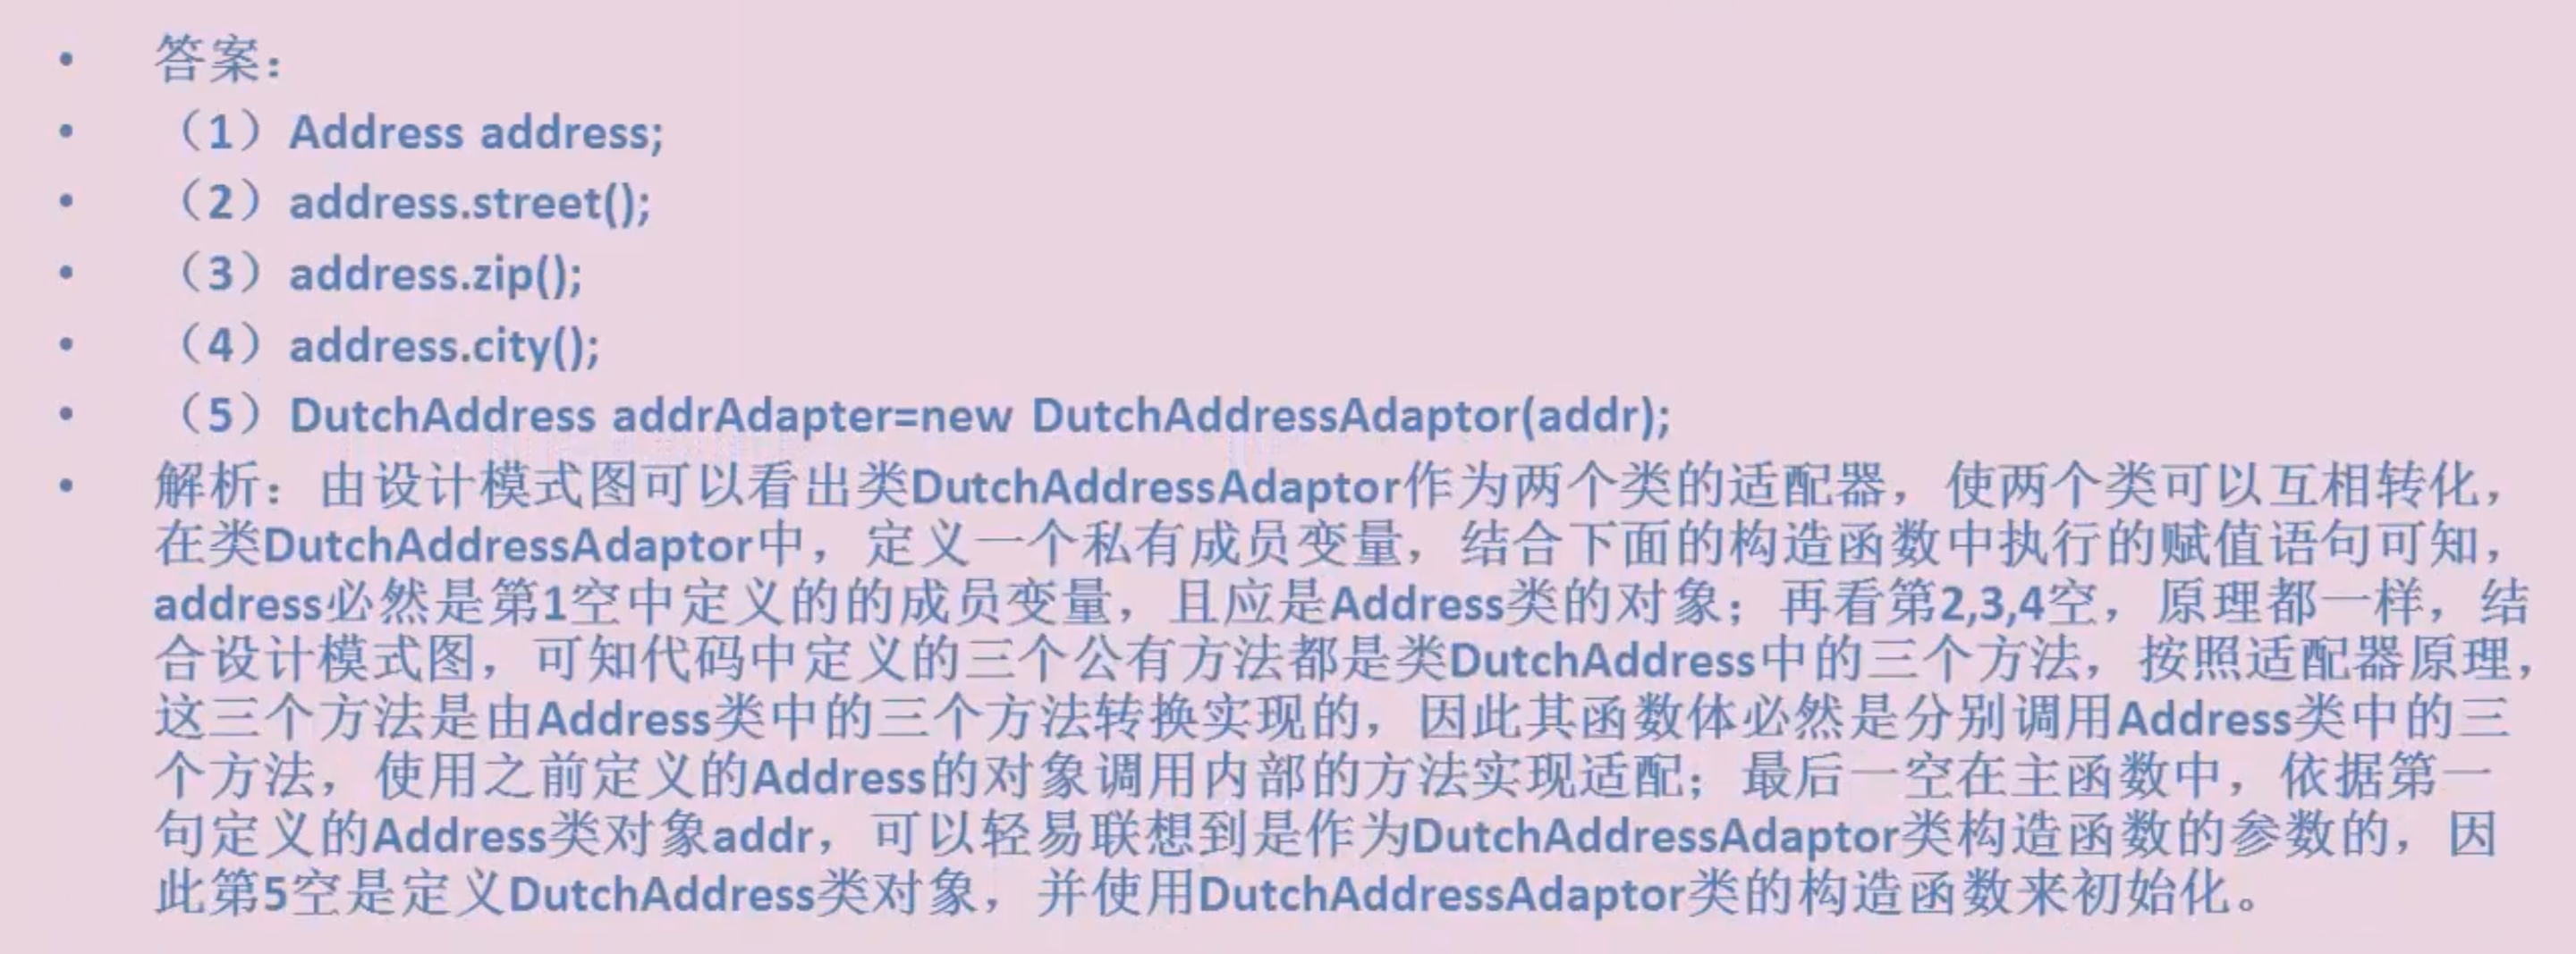 • 答案：
• （1）Address address;
• （2）address.street();
• （3）address.zip();
• （4）address.city();
• （5）DutchAddress addrAdapter=new DutchAddressAdaptor(addr);
• 解析：由设计模式图可以看出类DutchAddressAdaptor作为两个类的适配器，使两个类可以互相转化，
在类DutchAddressAdaptor中，定义一个私有成员变量，结合下面的构造函数中执行的赋值语句可知，
address必然是第1空中定义的的成员变量，且应是Address类的对象；再看第2,3,4空，原理都一样，结
合设计模式图，可知代码中定义的三个公有方法都是类DutchAddress中的三个方法，按照适配器原理，
这三个方法是由Address类中的三个方法转换实现的，因此其函数体必然是分别调用Address类中的三
个方法，使用之前定义的Address的对象调用内部的方法实现适配；最后一空在主函数中，依据第一
句定义的Address类对象addr，可以轻易联想到是作为DutchAddressAdaptor类构造函数的参数的，因
此第5空是定义DutchAddress类对象，并使用DutchAddressAdaptor类的构造函数来初始化。